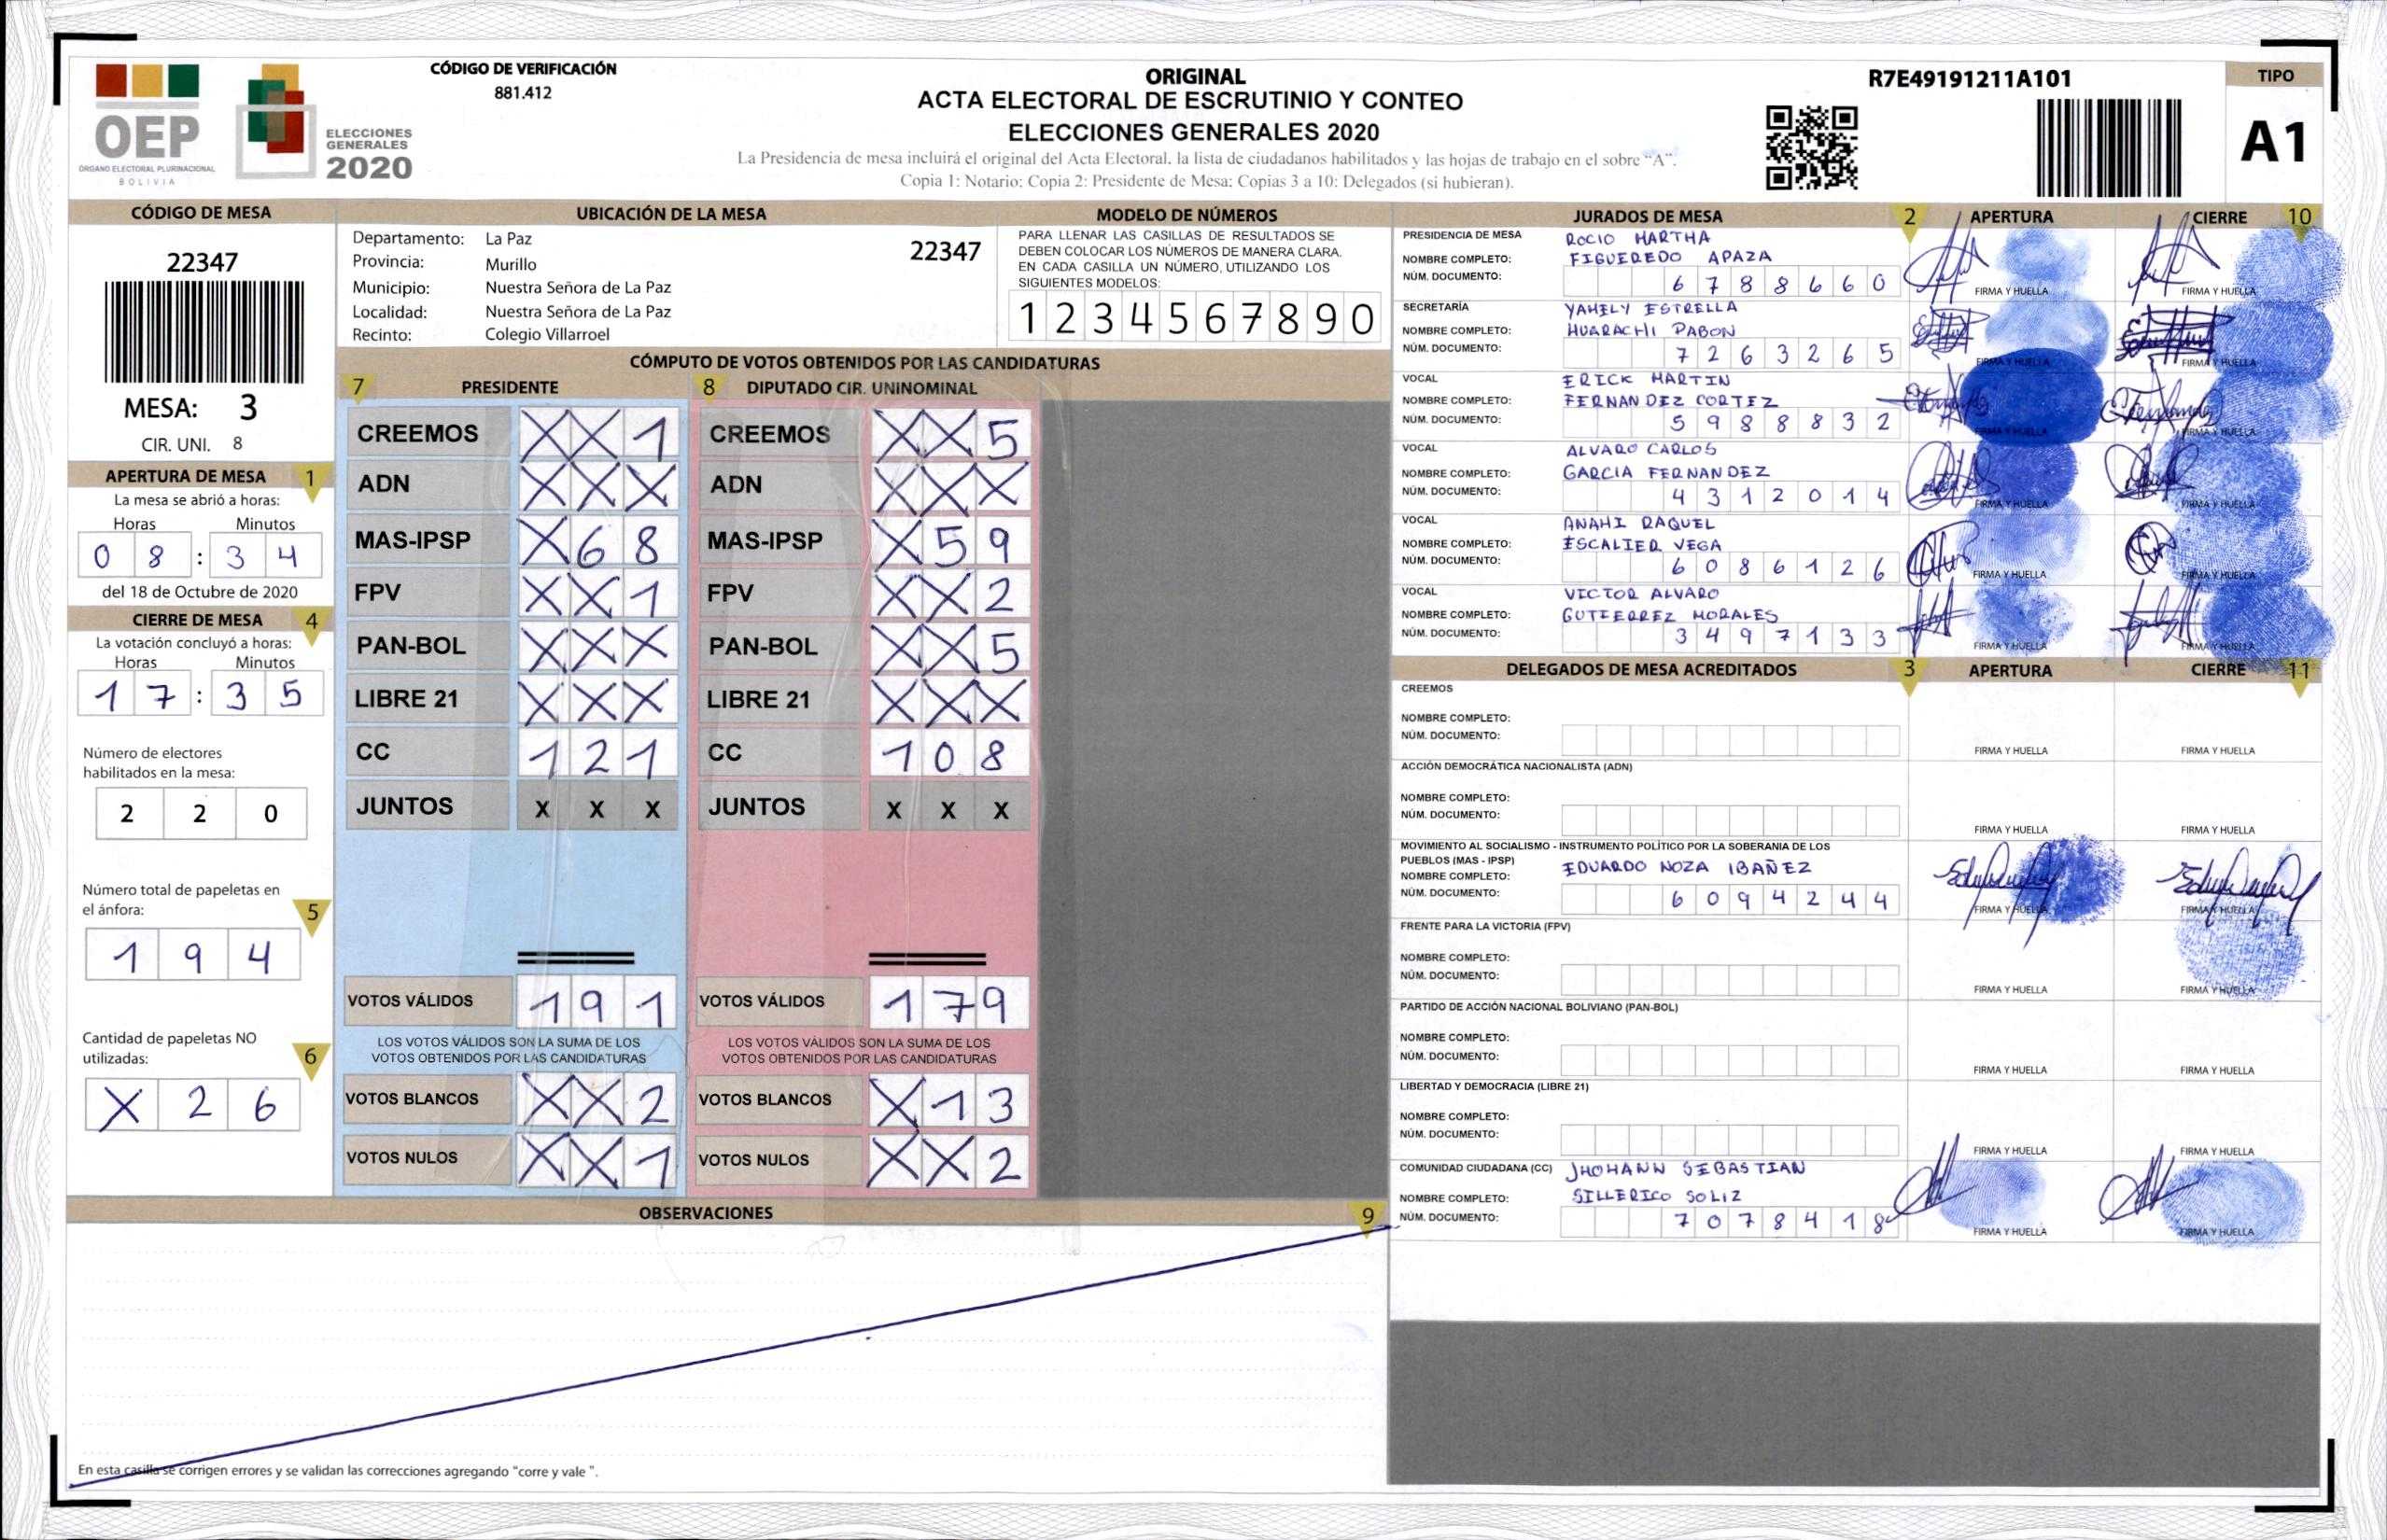 OEP
ÓRGANO ELECTORAL PLURINACIONAL
BOLIVIA
ELECCIONES
GENERALES
2020
CÓDIGO DE VERIFICACIÓN
881.412
ORIGINAL
ACTA ELECTORAL DE ESCRUTINIO Y CONTEO
ELECCIONES GENERALES 2020
La Presidencia de mesa incluirá el original del Acta Electoral, la lista de ciudadanos habilitados y las hojas de trabajo en el sobre “A”.
Copia 1: Notario; Copia 2: Presidente de Mesa; Copias 3 a 10: Delegados (si hubieran).
R7E49191211A101
TIPO
A1
CÓDIGO DE MESA
22347
MESA: 3
CIR. UNI. 8
APERTURA DE MESA 1
La mesa se abrió a horas:
Horas Minutos
0 8 : 3 4
del 18 de Octubre de 2020
CIERRE DE MESA 4
La votación concluyó a horas:
Horas Minutos
1 7 : 3 5
Número de electores
habilitados en la mesa:
2 2 0
Número total de papeletas en
el ánfora: 5
1 9 4
Cantidad de papeletas NO
utilizadas: 6
X 2 6
UBICACIÓN DE LA MESA
Departamento: La Paz 22347
Provincia: Murillo
Municipio: Nuestra Señora de La Paz
Localidad: Nuestra Señora de La Paz
Recinto: Colegio Villarroel
MODELO DE NÚMEROS
PARA LLENAR LAS CASILLAS DE RESULTADOS SE
DEBEN COLOCAR LOS NÚMEROS DE MANERA CLARA.
EN CADA CASILLA UN NÚMERO, UTILIZANDO LOS
SIGUIENTES MODELOS:
1 2 3 4 5 6 7 8 9 0
CÓMPUTO DE VOTOS OBTENIDOS POR LAS CANDIDATURAS
7 PRESIDENTE
CREEMOS X X 1
ADN X X X
MAS-IPSP X 6 8
FPV X X 1
PAN-BOL X X X
LIBRE 21 X X X
CC 1 2 1
JUNTOS X X X
VOTOS VÁLIDOS 1 9 1
LOS VOTOS VÁLIDOS SON LA SUMA DE LOS
VOTOS OBTENIDOS POR LAS CANDIDATURAS
VOTOS BLANCOS X X 2
VOTOS NULOS X X 1
8 DIPUTADO CIR. UNINOMINAL
CREEMOS X X 5
ADN X X X
MAS-IPSP X 5 9
FPV X X 2
PAN-BOL X X 5
LIBRE 21 X X X
CC 1 0 8
JUNTOS X X X
VOTOS VÁLIDOS 1 7 9
LOS VOTOS VÁLIDOS SON LA SUMA DE LOS
VOTOS OBTENIDOS POR LAS CANDIDATURAS
VOTOS BLANCOS X 1 3
VOTOS NULOS X X 2
OBSERVACIONES 9
En esta casilla se corrigen errores y se validan las correcciones agregando “corre y vale ”.
JURADOS DE MESA 2 APERTURA CIERRE 10
PRESIDENCIA DE MESA ROCIO MARTHA
NOMBRE COMPLETO: FIGUEREDO APAZA
NÚM. DOCUMENTO: 6 7 8 8 6 6 0 FIRMA Y HUELLA FIRMA Y HUELLA
SECRETARÍA YAHELY ESTRELLA
NOMBRE COMPLETO: HUARACHI PABON
NÚM. DOCUMENTO: 7 2 6 3 2 6 5 FIRMA Y HUELLA FIRMA Y HUELLA
VOCAL ERICK MARTIN
NOMBRE COMPLETO: FERNANDEZ CORTEZ
NÚM. DOCUMENTO: 5 9 8 8 8 3 2 FIRMA Y HUELLA FIRMA Y HUELLA
VOCAL ALVARO CARLOS
NOMBRE COMPLETO: GARCIA FERNANDEZ
NÚM. DOCUMENTO: 4 3 1 2 0 1 4 FIRMA Y HUELLA FIRMA Y HUELLA
VOCAL ANAHI RAQUEL
NOMBRE COMPLETO: ESCALIER VEGA
NÚM. DOCUMENTO: 6 0 8 6 1 2 6 FIRMA Y HUELLA FIRMA Y HUELLA
VOCAL VICTOR ALVARO
NOMBRE COMPLETO: GUTIERREZ MORALES
NÚM. DOCUMENTO: 3 4 9 7 1 3 3 FIRMA Y HUELLA FIRMA Y HUELLA
DELEGADOS DE MESA ACREDITADOS 3 APERTURA CIERRE 11
CREEMOS
NOMBRE COMPLETO:
NÚM. DOCUMENTO: FIRMA Y HUELLA FIRMA Y HUELLA
ACCIÓN DEMOCRÁTICA NACIONALISTA (ADN)
NOMBRE COMPLETO:
NÚM. DOCUMENTO: FIRMA Y HUELLA FIRMA Y HUELLA
MOVIMIENTO AL SOCIALISMO - INSTRUMENTO POLÍTICO POR LA SOBERANIA DE LOS
PUEBLOS (MAS - IPSP)
NOMBRE COMPLETO: EDUARDO NOZA IBAÑEZ
NÚM. DOCUMENTO: 6 0 9 4 2 4 4 FIRMA Y HUELLA FIRMA Y HUELLA
FRENTE PARA LA VICTORIA (FPV)
NOMBRE COMPLETO:
NÚM. DOCUMENTO: FIRMA Y HUELLA FIRMA Y HUELLA
PARTIDO DE ACCIÓN NACIONAL BOLIVIANO (PAN-BOL)
NOMBRE COMPLETO:
NÚM. DOCUMENTO: FIRMA Y HUELLA FIRMA Y HUELLA
LIBERTAD Y DEMOCRACIA (LIBRE 21)
NOMBRE COMPLETO:
NÚM. DOCUMENTO: FIRMA Y HUELLA FIRMA Y HUELLA
COMUNIDAD CIUDADANA (CC) JHOHANN SEBASTIAN
NOMBRE COMPLETO: SILLERICO SOLIZ
NÚM. DOCUMENTO: 7 0 7 8 4 1 8 FIRMA Y HUELLA FIRMA Y HUELLA